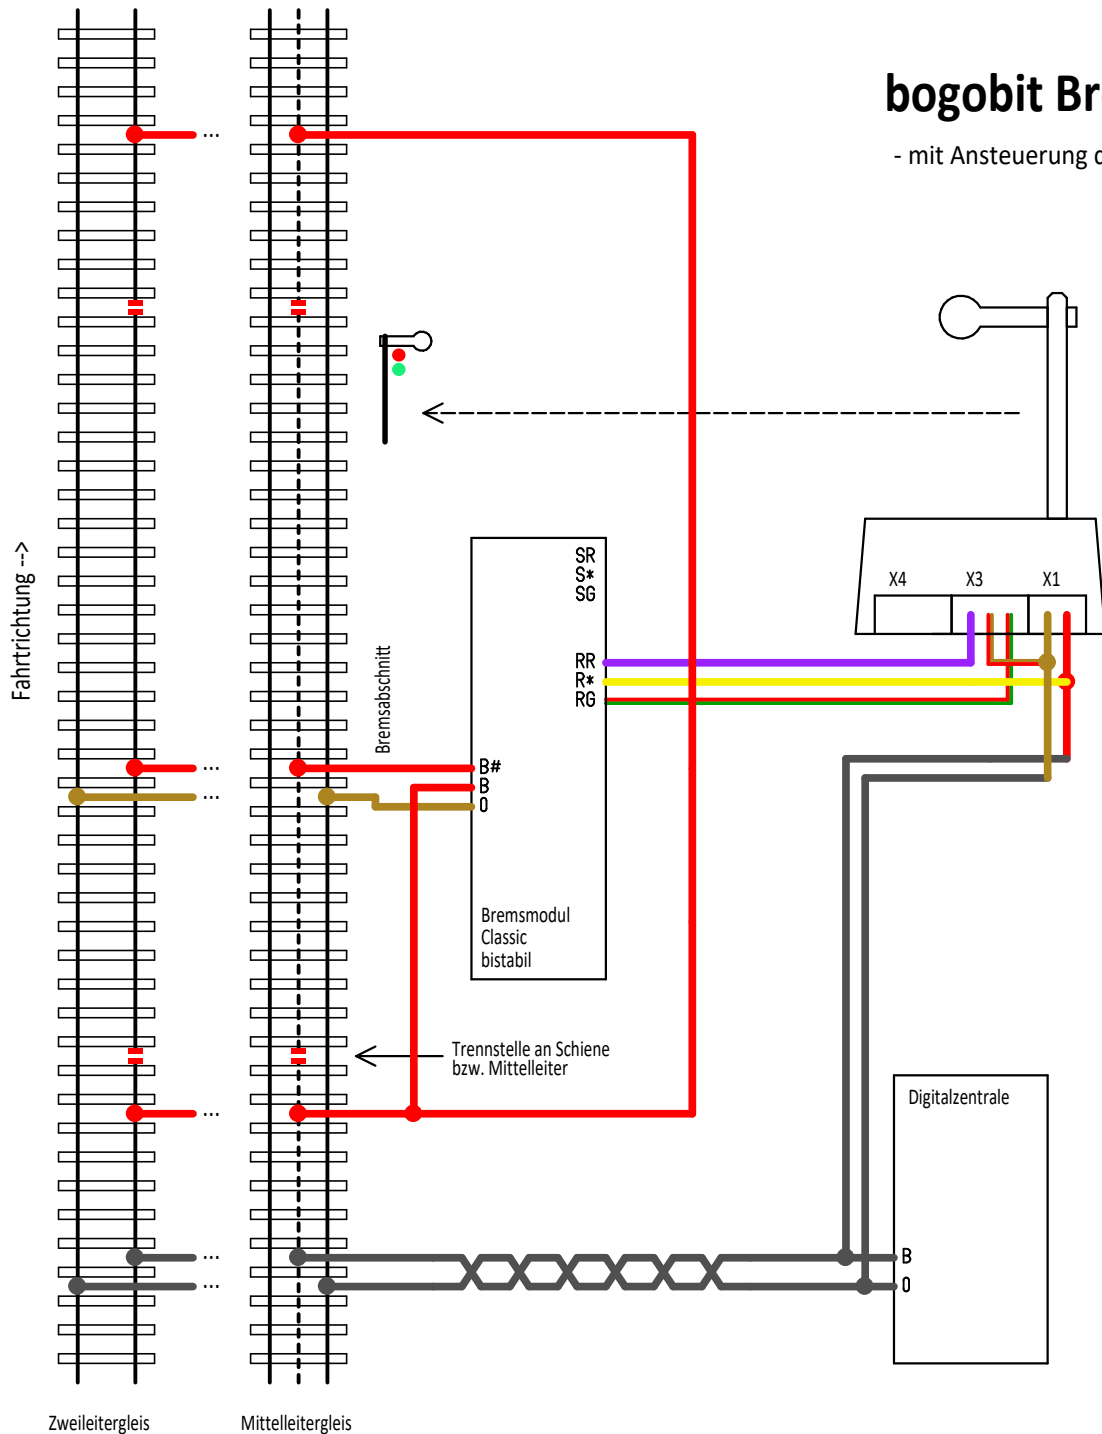 bogobit Br
- mit Ansteuerung d
...
...
Fahrtrichtung -->
SR
S*
SG
X4
X3
X1
RR
R*
RG
Bremsabschnitt
B#
B
0
...
...
Bremsmodul
Classic
bistabil
Trennstelle an Schiene
bzw. Mittelleiter
Digitalzentrale
...
...
B
0
Zweileitergleis
Mittelleitergleis